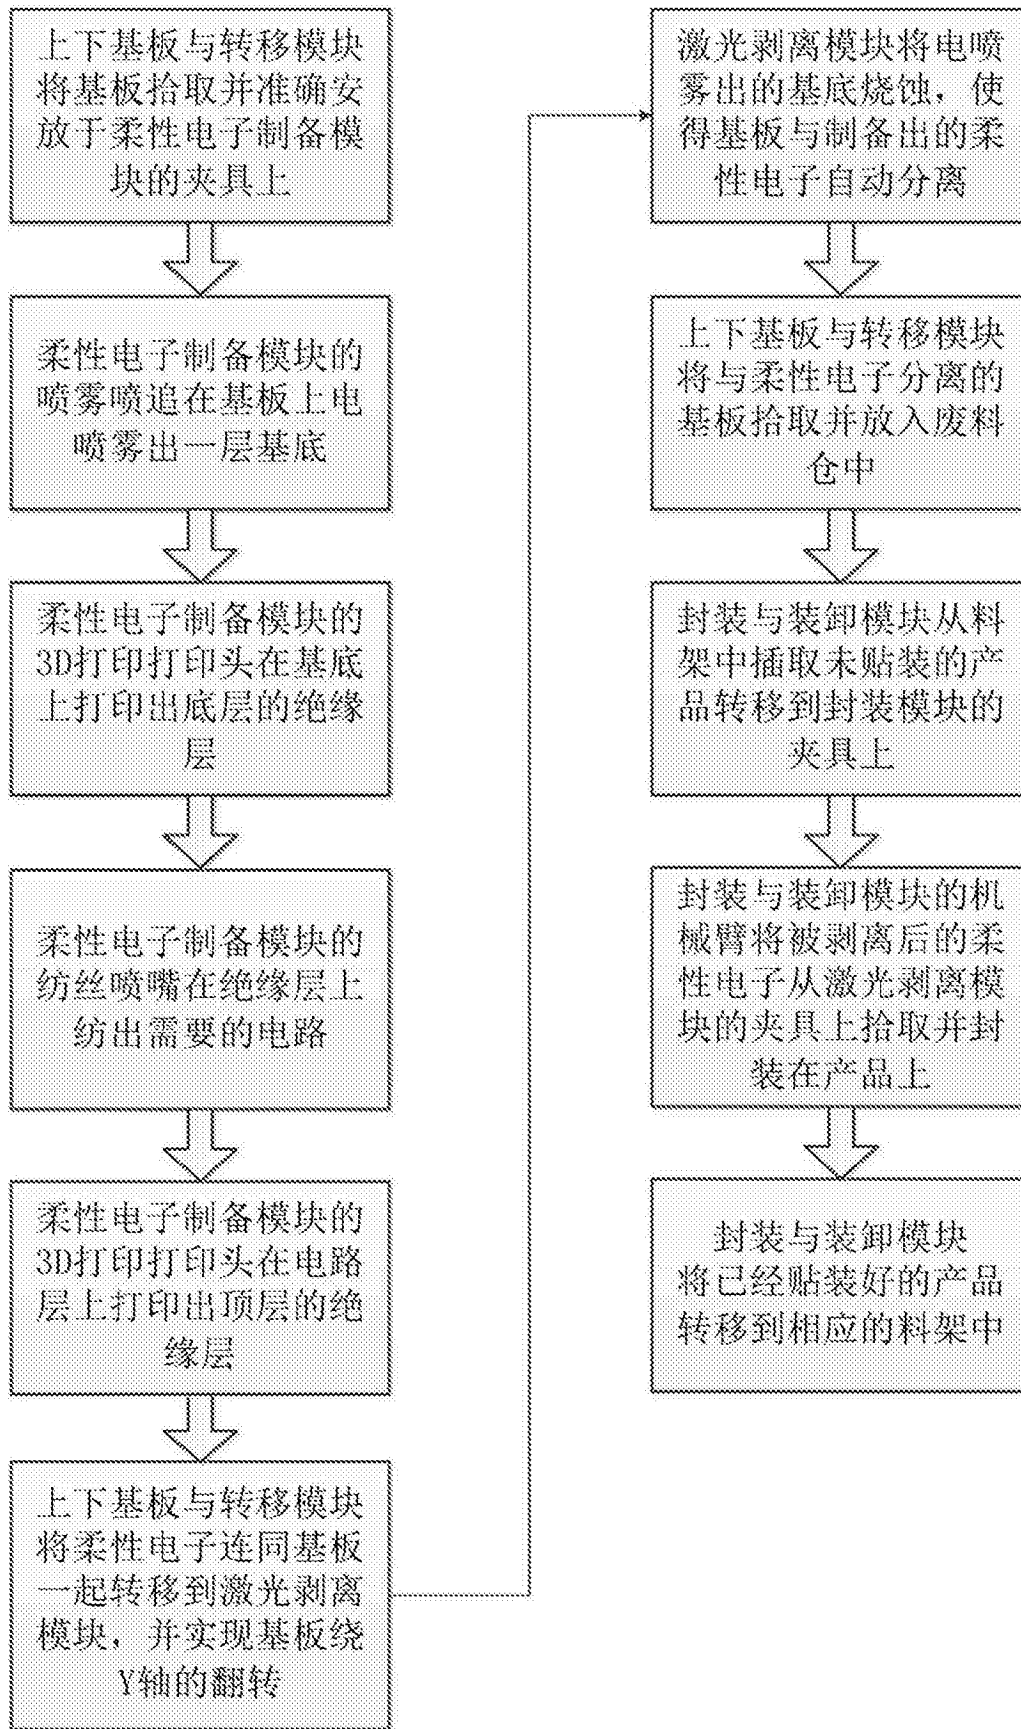 上下基板与转移模块
将基板拾取并准确安
放于柔性电子制备模
块的夹具上
柔性电子制备模块的
喷雾喷追在基板上电
喷雾出一层基底
柔性电子制备模块的
3D打印打印头在基底
上打印出底层的绝缘
层
柔性电子制备模块的
纺丝喷嘴在绝缘层上
纺出需要的电路
柔性电子制备模块的
3D打印打印头在电路
层上打印出顶层的绝
缘层
上下基板与转移模块
将柔性电子连同基板
一起转移到激光剥离
模块，并实现基板绕
Y轴的翻转
激光剥离模块将电喷
雾出的基底烧蚀，使
得基板与制备出的柔
性电子自动分离
上下基板与转移模块
将与柔性电子分离的
基板拾取并放入废料
仓中
封装与装卸模块从料
架中插取未贴装的产
品转移到封装模块的
夹具上
封装与装卸模块的机
械臂将被剥离后的柔
性电子从激光剥离模
块的夹具上拾取并封
装在产品上
封装与装卸模块
将已经贴装好的产品
转移到相应的料架中